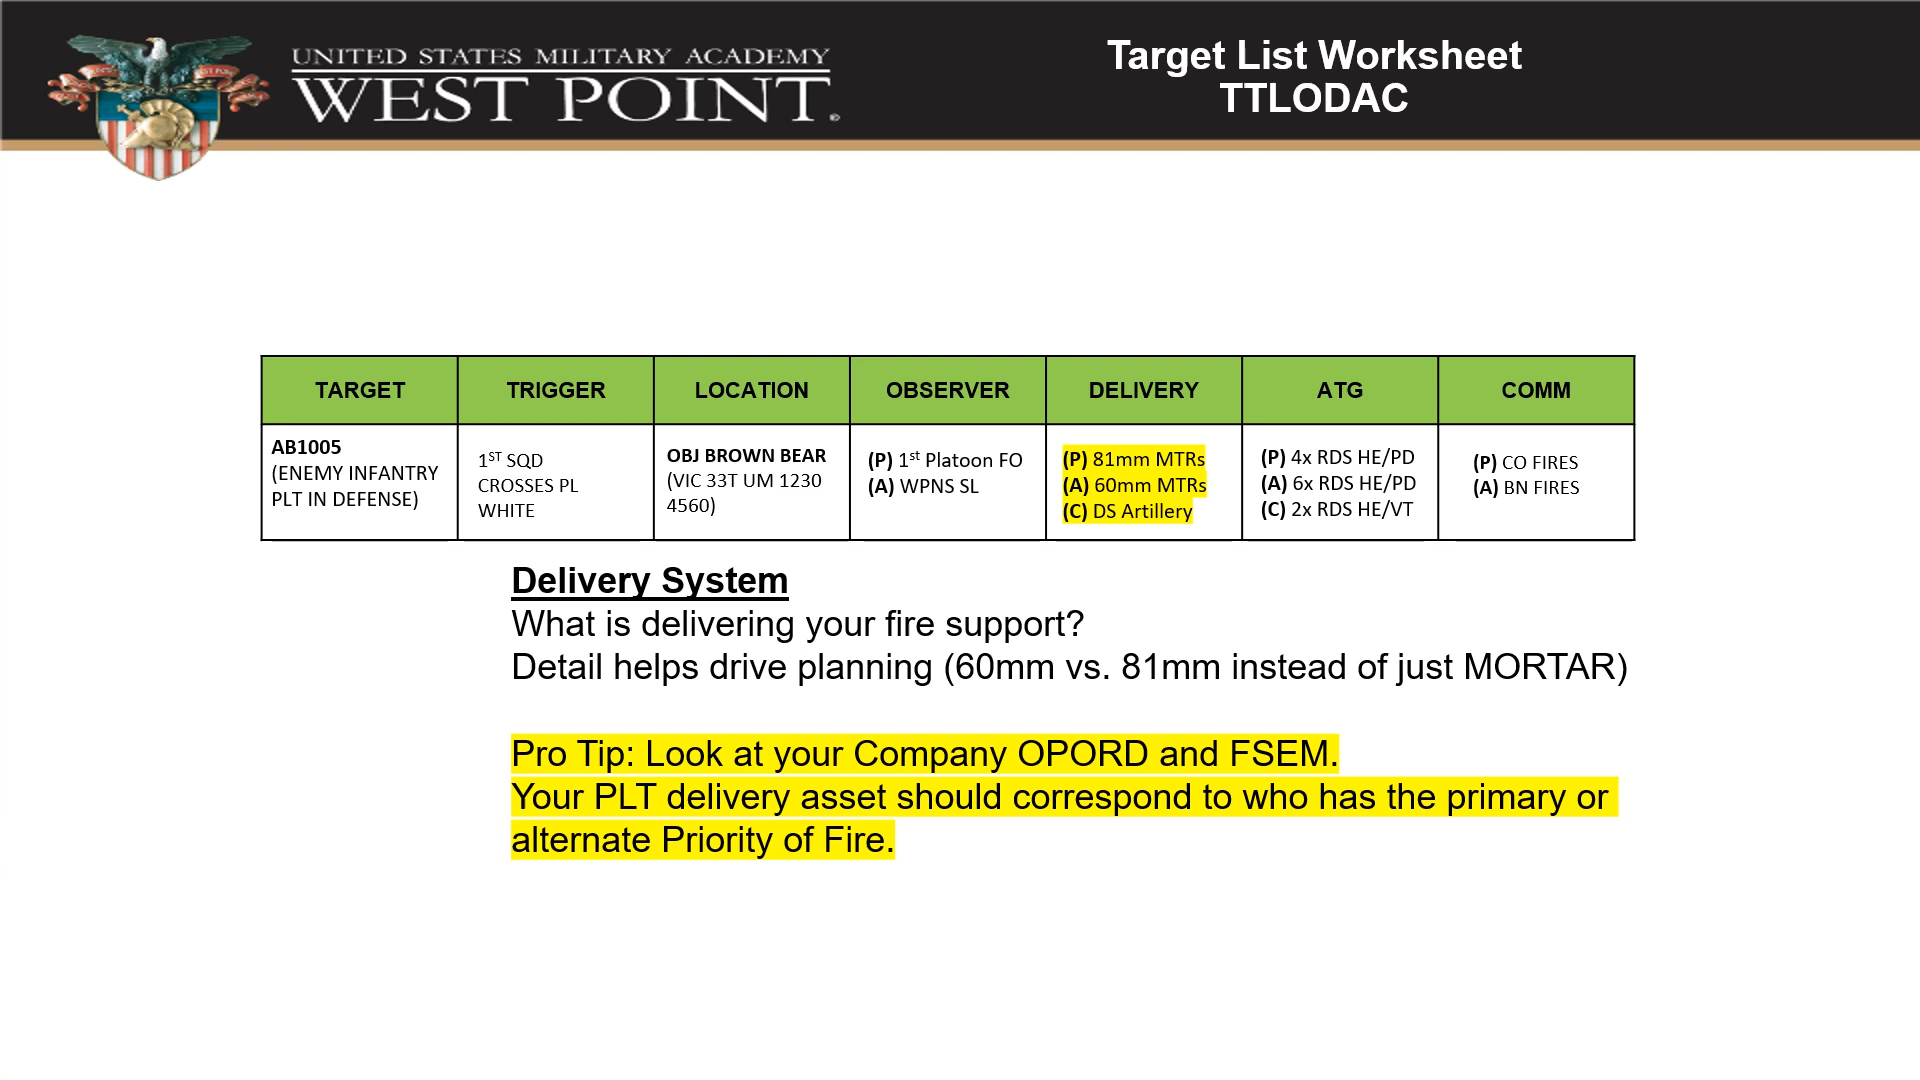 UNITED STATES MILITARY ACADEMY
WEST POINT.
Target List Worksheet
TTLODAC
TARGET
TRIGGER
LOCATION
OBSERVER
DELIVERY
ATG
COMM
AB1005
(ENEMY INFANTRY
PLT IN DEFENSE)
1ST SQD
CROSSES PL
WHITE
OBJ BROWN BEAR
(VIC 33T UM 1230
4560)
(P) 1st Platoon FO
(A) WPNS SL
(P) 81mm MTRs
(A) 60mm MTRs
(C) DS Artillery
(P) 4x RDS HE/PD
(A) 6x RDS HE/PD
(C) 2x RDS HE/VT
(P) CO FIRES
(A) BN FIRES
Delivery System
What is delivering your fire support?
Detail helps drive planning (60mm vs. 81mm instead of just MORTAR)
Pro Tip: Look at your Company OPORD and FSEM.
Your PLT delivery asset should correspond to who has the primary or
alternate Priority of Fire.